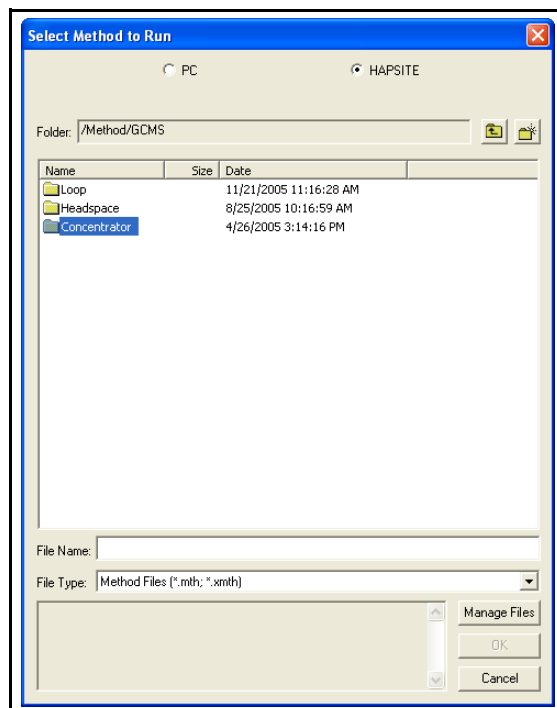 Select Method to Run
PC HAPSITE
Folder: /Method/GCMS
Name Size Date
Loop 11/21/2005 11:16:28 AM
Headspace 8/25/2005 10:16:59 AM
Concentrator 4/26/2005 3:14:16 PM
File Name:
File Type: Method Files (*.mth; *.xmth)
Manage Files
OK
Cancel